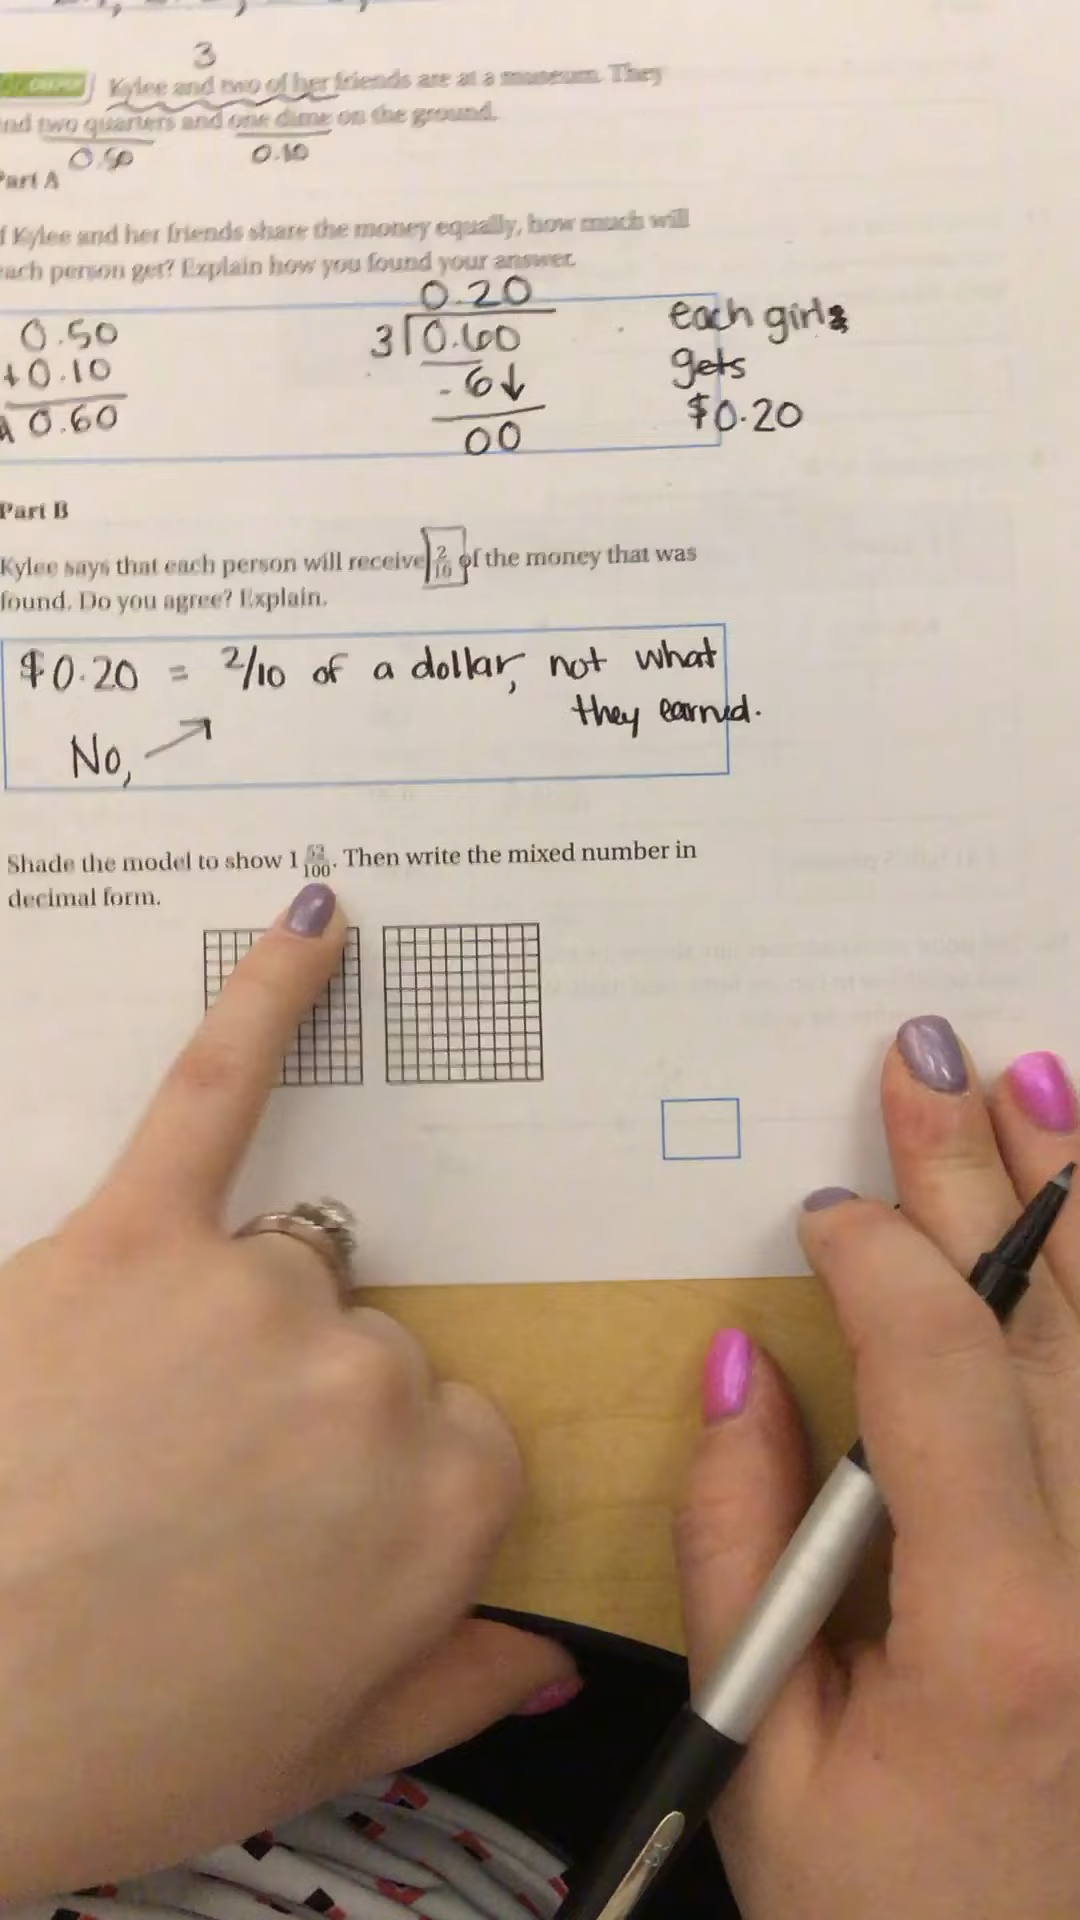 3
DEEPER Kylee and two of her friends are at a museum. They
nd two quarters and one dime on the ground.
0.50 0.10
Part A
f Kylee and her friends share the money equally, how much will
each person get? Explain how you found your answer.
0.50
+0.10
0.60
0.20
3 0.60
- 6↓
00
each girl
gets
$0.20
Part B
Kylee says that each person will receive 2/10 of the money that was
found. Do you agree? Explain.
$0.20 = 2/10 of a dollar, not what
they earned.
No,
Shade the model to show 1 52/100. Then write the mixed number in
decimal form.